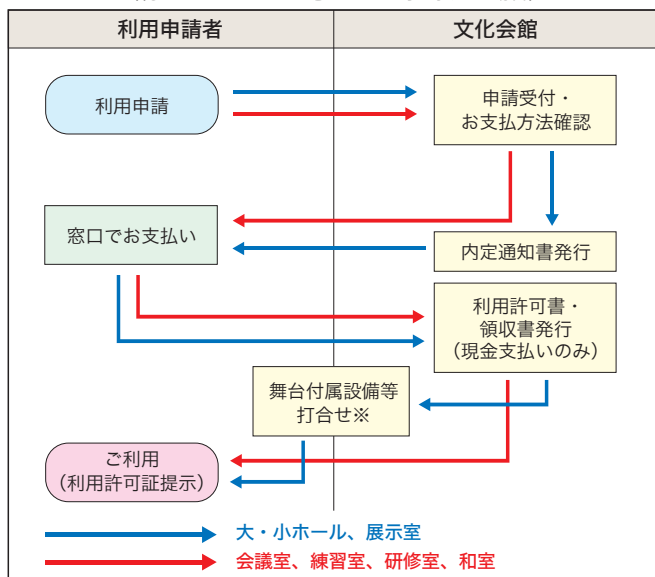 利用申請者
文化会館
利用申請
申請受付・
お支払方法確認
窓口でお支払い
内定通知書発行
利用許可書・
領収書発行
（現金支払いのみ）
舞台付属設備等
打合せ※
ご利用
（利用許可証提示）
大・小ホール、展示室
会議室、練習室、研修室、和室